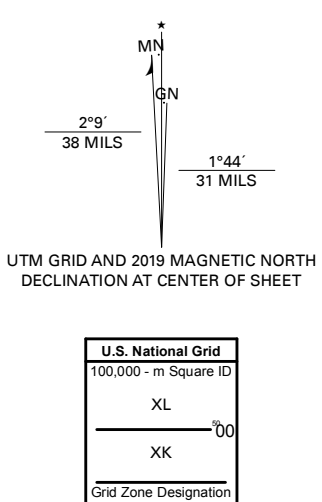 ★
MN
GN
2°9´
38 MILS
1°44´
31 MILS
UTM GRID AND 2019 MAGNETIC NORTH
DECLINATION AT CENTER OF SHEET
U.S. National Grid
100,000 - m Square ID
XL
5000
XK
Grid Zone Designation